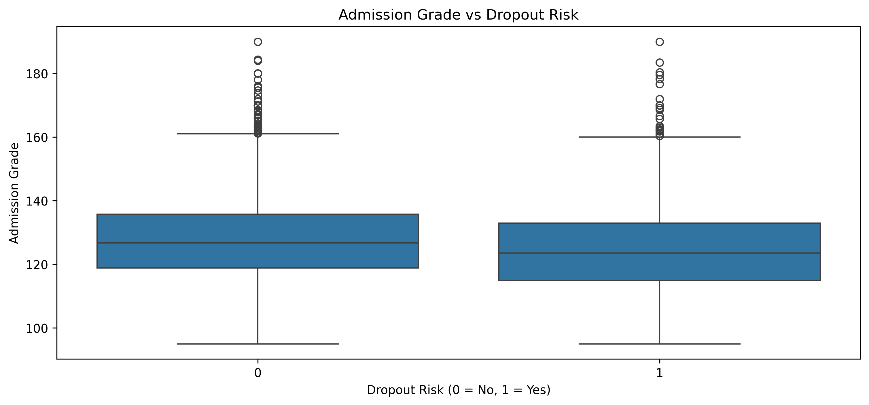 Admission Grade vs Dropout Risk
Admission Grade
180
160
140
120
100
0
1
Dropout Risk (0 = No, 1 = Yes)